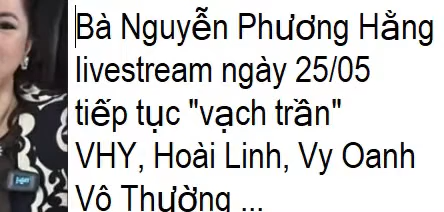 Bà Nguyễn Phương Hằng
livestream ngày 25/05
tiếp tục "vạch trần"
VHY, Hoài Linh, Vy Oanh
Vô Thường ...